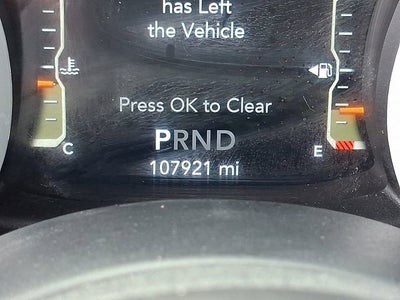 has Left
the Vehicle
Press OK to Clear
PRND
C
E
107921 mi